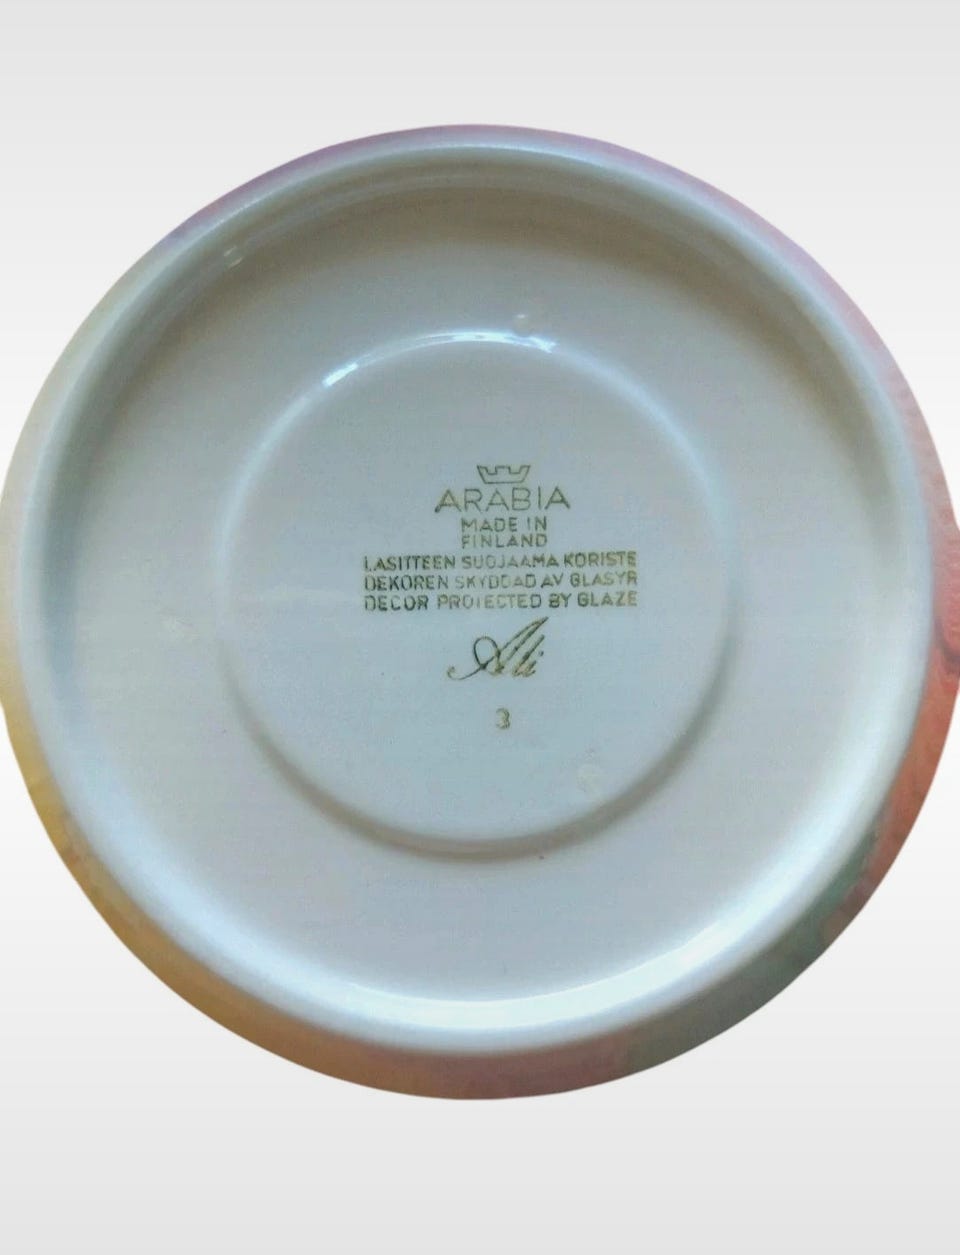 ARABIA
MADE IN
FINLAND
LASITTEEN SUOJAAMA KORISTE
DEKOREN SKYDDAD AV GLASYR
DECOR PROTECTED BY GLAZE
Ali
3